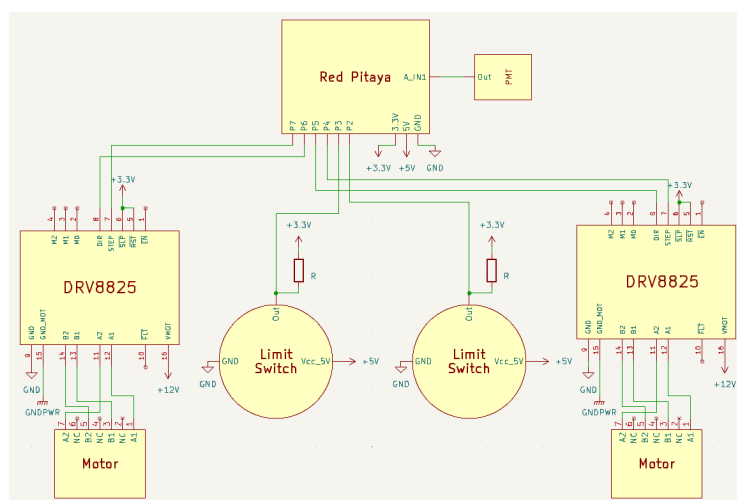 Red Pitaya
A_IN1
Out
PMT
P7 P6 P5 P4 P3 P2
3.3V 5V GND
+3.3V
+5V
GND
+3.3V
4 3 2 8 7 6 5 1
M2 M1 M0 DIR STEP SLP RST EN
DRV8825
GND GND_MOT B2 B1 A2 A1 FLT VMOT
9 15 14 13 11 12 10 16
GND
+12V
GNDPWR
7 6 5 4 3 2 1
A2 NC B2 NC B1 NC A1
Motor
+3.3V
R
Out
GND
Limit
Switch
Vcc_5V
+5V
GND
+3.3V
R
Out
GND
Limit
Switch
Vcc_5V
+5V
GND
+3.3V
4 3 2 8 7 6 5 1
M2 M1 M0 DIR STEP SLP RST EN
DRV8825
GND GND_MOT B2 B1 A2 A1 FLT VMOT
9 15 14 13 11 12 10 16
GND
+12V
GNDPWR
7 6 5 4 3 2 1
A2 NC B2 NC B1 NC A1
Motor